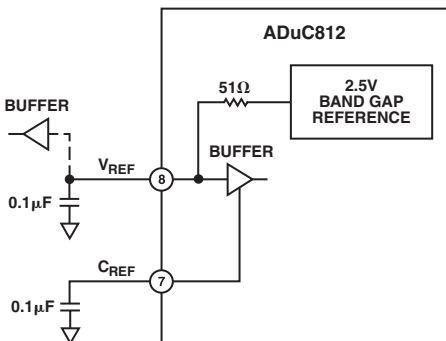 ADuC812
51Ω
2.5V
BAND GAP
REFERENCE
BUFFER
BUFFER
VREF
8
0.1μF
CREF
7
0.1μF